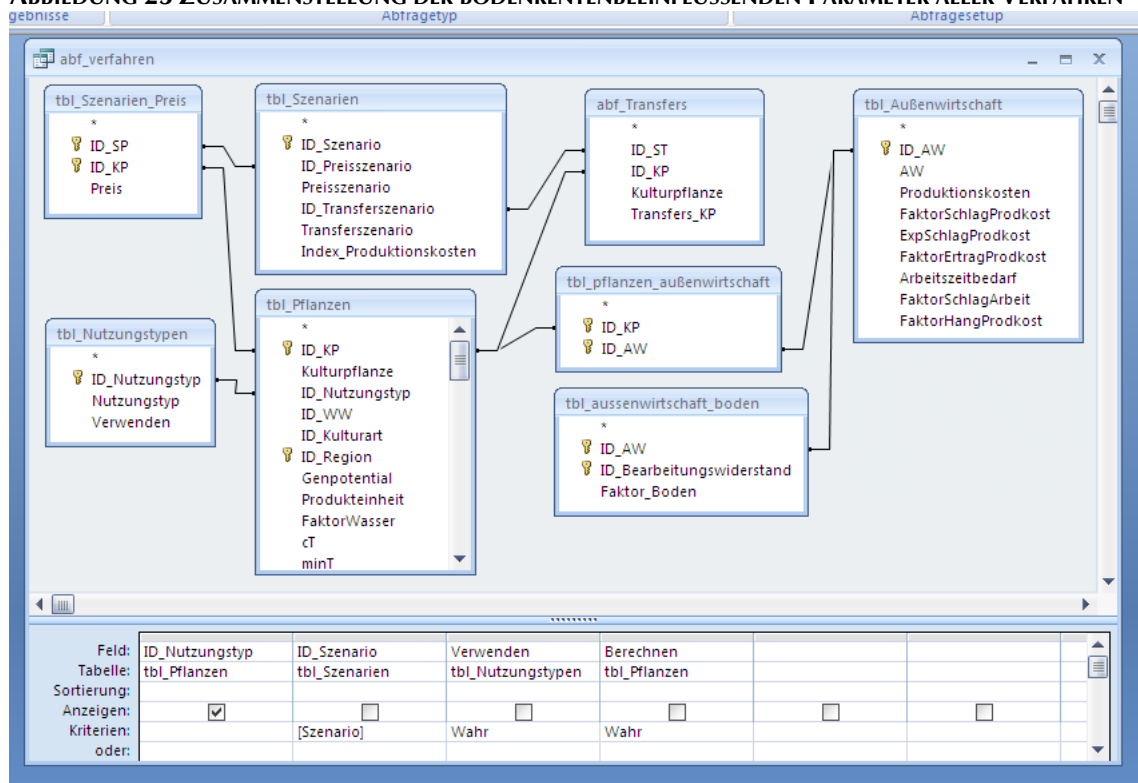 ABBILDUNG 25 ZUSAMMENSTELLUNG DER BODENRENTENBEEINFLUSSENDEN PARAMETER ALLER VERFAHREN
gebnisse Abfragetyp Abfragesetup
abf_verfahren
tbl_Szenarien_Preis
*
ID_SP
ID_KP
Preis
tbl_Szenarien
*
ID_Szenario
ID_Preisszenario
Preisszenario
ID_Transferszenario
Transferszenario
Index_Produktionskosten
abf_Transfers
*
ID_ST
ID_KP
Kulturpflanze
Transfers_KP
tbl_Außenwirtschaft
*
ID_AW
AW
Produktionskosten
FaktorSchlagProdkost
ExpSchlagProdkost
FaktorErtragProdkost
Arbeitszeitbedarf
FaktorSchlagArbeit
FaktorHangProdkost
tbl_Nutzungstypen
*
ID_Nutzungstyp
Nutzungstyp
Verwenden
tbl_Pflanzen
*
ID_KP
Kulturpflanze
ID_Nutzungstyp
ID_WW
ID_Kulturart
ID_Region
Genpotential
Produkteinheit
FaktorWasser
cT
minT
tbl_pflanzen_außenwirtschaft
*
ID_KP
ID_AW
tbl_aussenwirtschaft_boden
*
ID_AW
ID_Bearbeitungswiderstand
Faktor_Boden
Feld: ID_Nutzungstyp ID_Szenario Verwenden Berechnen
Tabelle: tbl_Pflanzen tbl_Szenarien tbl_Nutzungstypen tbl_Pflanzen
Sortierung:
Anzeigen:
Kriterien: [Szenario] Wahr Wahr
oder: